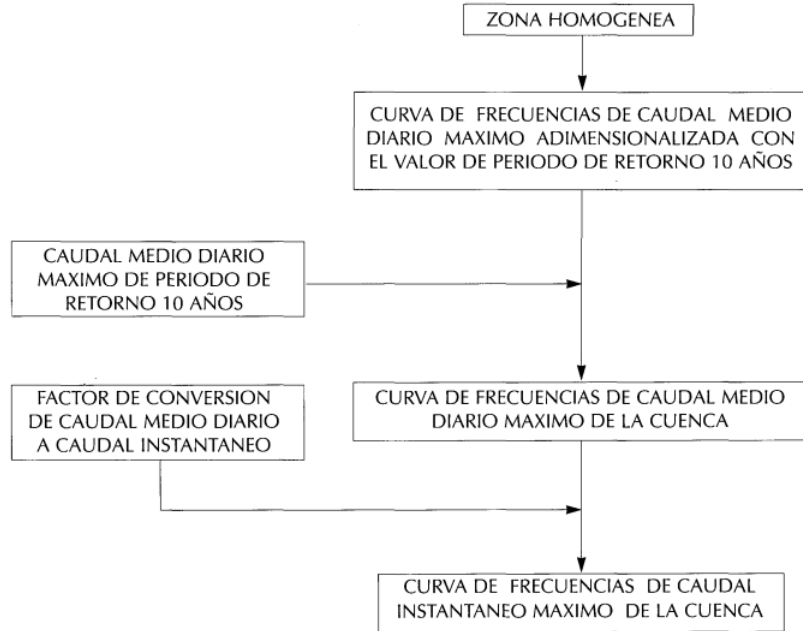 ZONA HOMOGENEA
CURVA DE FRECUENCIAS DE CAUDAL MEDIO
DIARIO MAXIMO ADIMENSIONALIZADA CON
EL VALOR DE PERIODO DE RETORNO 10 AÑOS
CAUDAL MEDIO DIARIO
MAXIMO DE PERIODO DE
RETORNO 10 AÑOS
FACTOR DE CONVERSION
DE CAUDAL MEDIO DIARIO
A CAUDAL INSTANTANEO
CURVA DE FRECUENCIAS DE CAUDAL MEDIO
DIARIO MAXIMO DE LA CUENCA
CURVA DE FRECUENCIAS DE CAUDAL
INSTANTANEO MAXIMO DE LA CUENCA